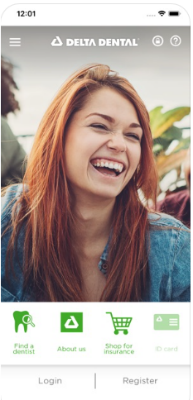 12:01
DELTA DENTAL
Find a
dentist
About us
Shop for
insurance
ID card
Login
Register